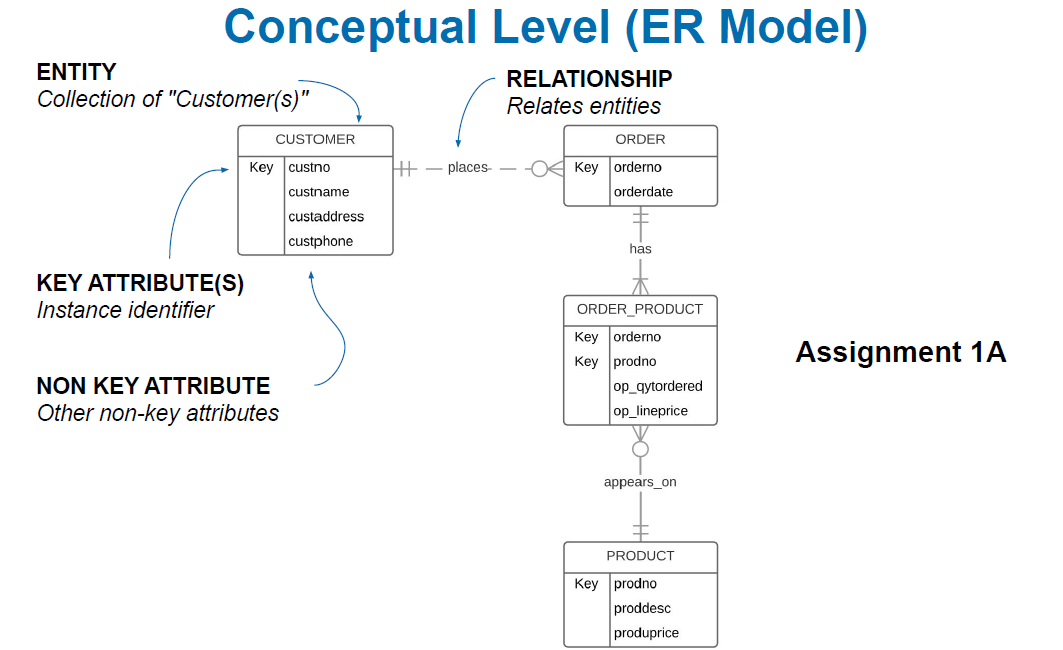 Conceptual Level (ER Model)
ENTITY
Collection of "Customer(s)"
RELATIONSHIP
Relates entities
CUSTOMER
Key custno
custname
custaddress
custphone
places
ORDER
Key orderno
orderdate
has
KEY ATTRIBUTE(S)
Instance identifier
ORDER_PRODUCT
Key orderno
Key prodno
op_qytordered
op_lineprice
Assignment 1A
NON KEY ATTRIBUTE
Other non-key attributes
appears_on
PRODUCT
Key prodno
proddesc
produprice